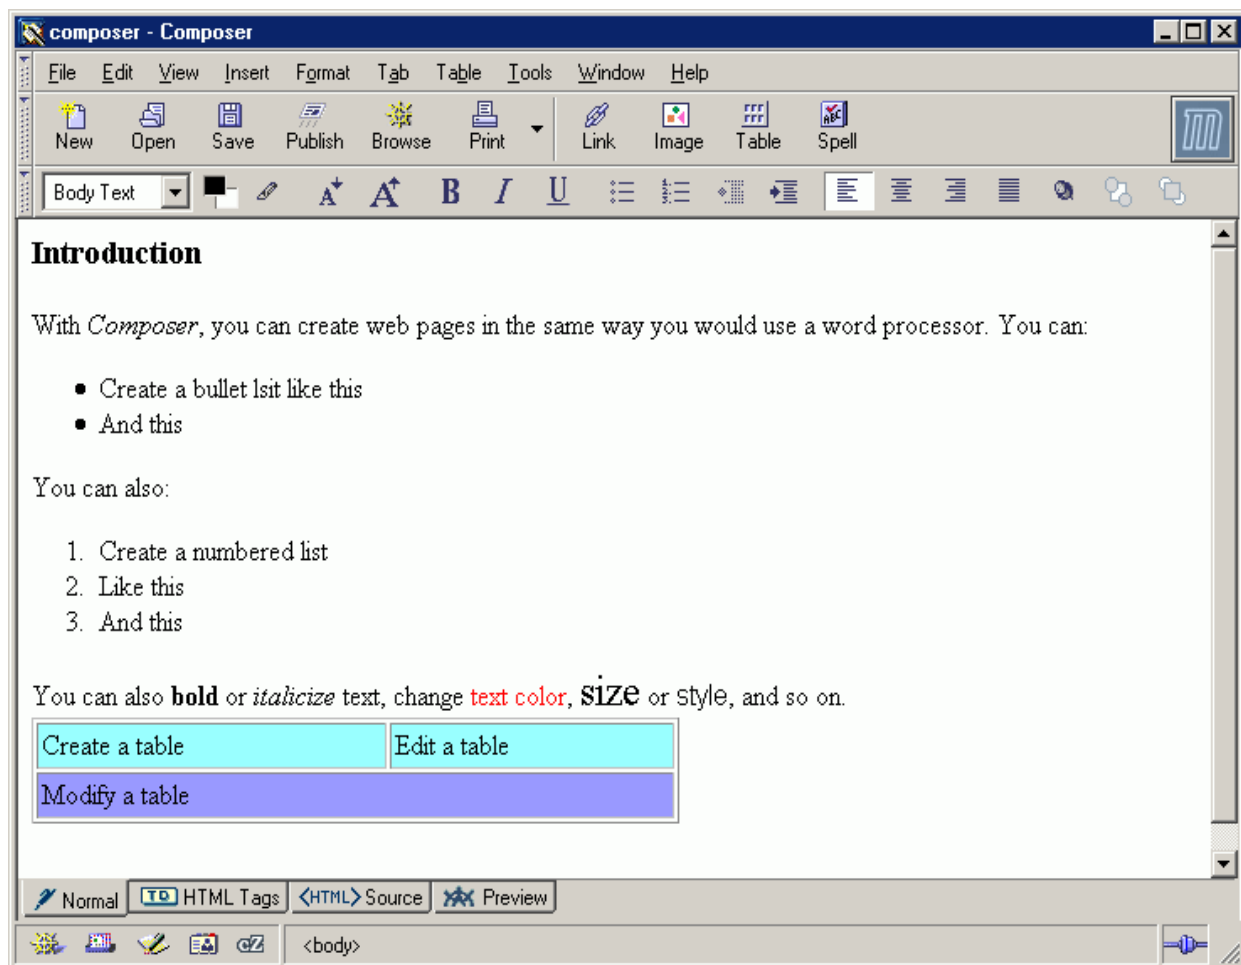 composer - Composer
File Edit View Insert Format Tab Table Tools Window Help
New Open Save Publish Browse Print Link Image Table Spell
Body Text
Introduction
With Composer, you can create web pages in the same way you would use a word processor. You can:
• Create a bullet lsit like this
• And this
You can also:
1. Create a numbered list
2. Like this
3. And this
You can also bold or italicize text, change text color, size or style, and so on.
Create a table Edit a table
Modify a table
Normal TD HTML Tags <HTML> Source Preview
cZ <body>